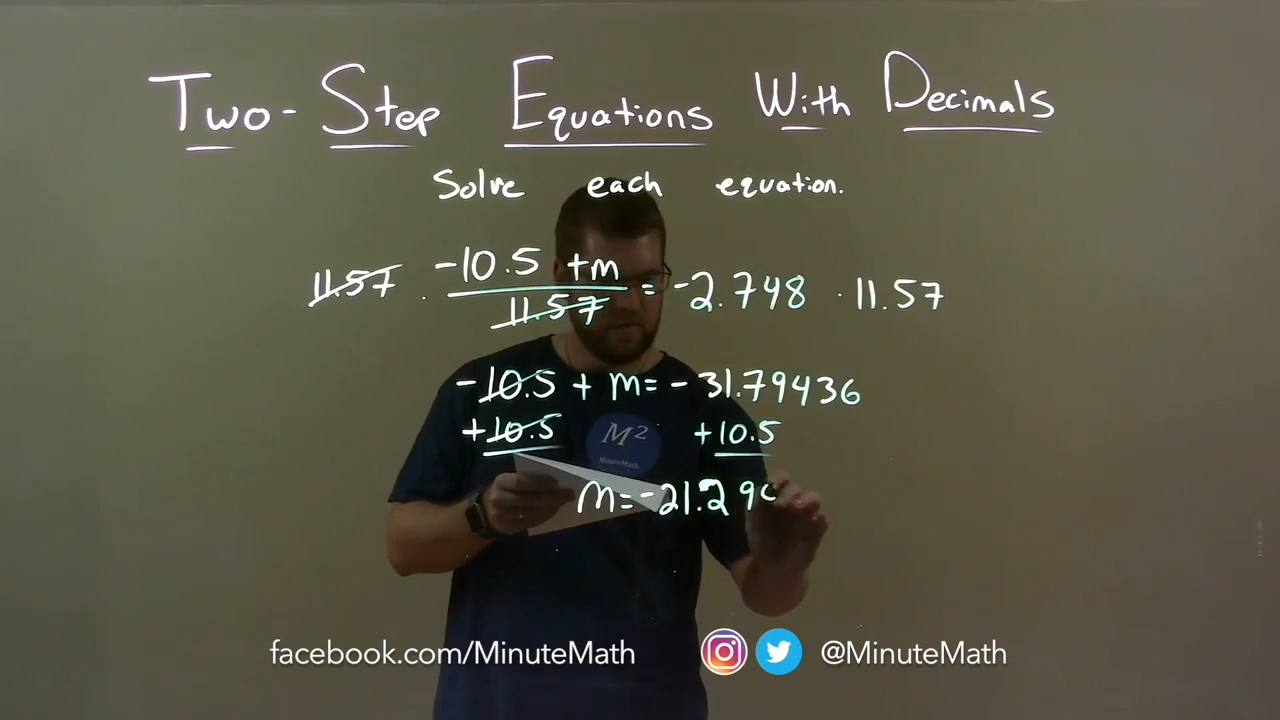 Two-Step Equations With Decimals
Solve each equation.
11.57 · (-10.5 +m)/11.57 = -2.748 · 11.57
-10.5 + m = -31.79436
+10.5 +10.5
M²
MinuteMath
m=-21.29
facebook.com/MinuteMath @MinuteMath